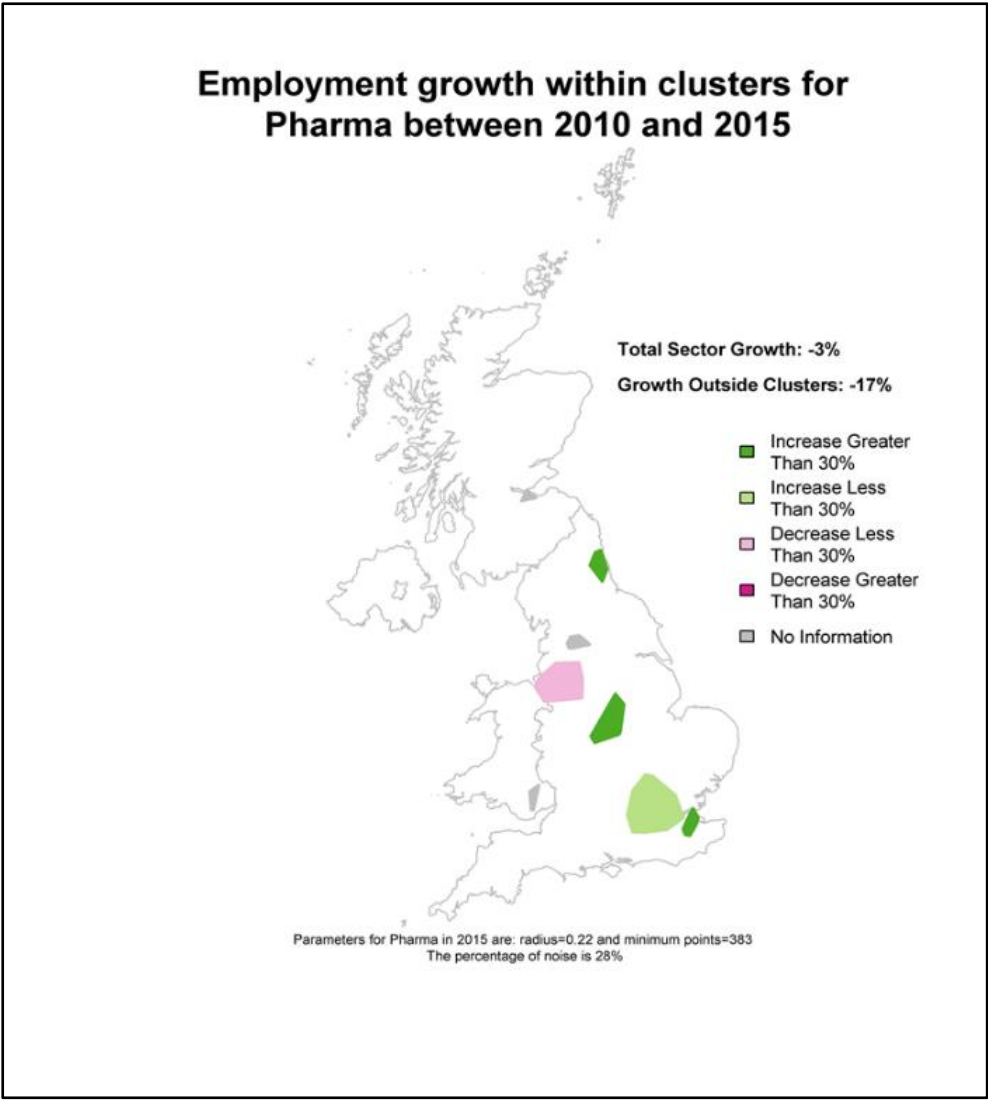 Employment growth within clusters for
Pharma between 2010 and 2015
Total Sector Growth: -3%
Growth Outside Clusters: -17%
Increase Greater
Than 30%
Increase Less
Than 30%
Decrease Less
Than 30%
Decrease Greater
Than 30%
No Information
Parameters for Pharma in 2015 are: radius=0.22 and minimum points=383
The percentage of noise is 28%